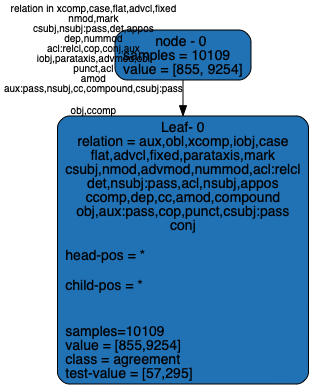 relation in xcomp,case,flat,advcl,fixed
nmod,mark
csubj,nsubj:pass,det,appos
dep,nummod
acl:relcl,cop,conj,aux
iobj,parataxis,advmod,obl
punct,acl
amod
aux:pass,nsubj,cc,compound,csubj:pass
obj,ccomp
node - 0
samples = 10109
value = [855, 9254]
Leaf- 0
relation = aux,obl,xcomp,iobj,case
flat,advcl,fixed,parataxis,mark
csubj,nmod,advmod,nummod,acl:relcl
det,nsubj:pass,acl,nsubj,appos
ccomp,dep,cc,amod,compound
obj,aux:pass,cop,punct,csubj:pass
conj
head-pos = *
child-pos = *
samples=10109
value = [855,9254]
class = agreement
test-value = [57,295]